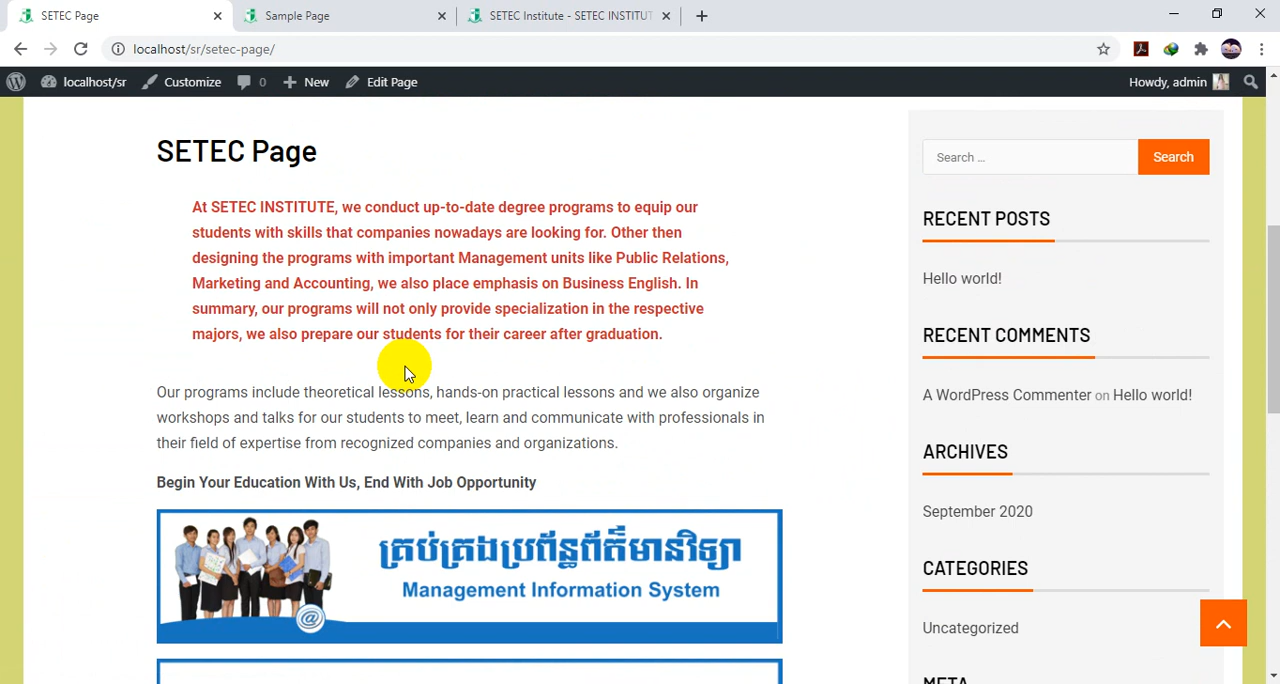 SETEC Page
Sample Page
SETEC Institute - SETEC INSTITUT
localhost/sr/setec-page/
localhost/sr
Customize
0
New
Edit Page
Howdy, admin
SETEC Page
At SETEC INSTITUTE, we conduct up-to-date degree programs to equip our
students with skills that companies nowadays are looking for. Other then
designing the programs with important Management units like Public Relations,
Marketing and Accounting, we also place emphasis on Business English. In
summary, our programs will not only provide specialization in the respective
majors, we also prepare our students for their career after graduation.
Our programs include theoretical lessons, hands-on practical lessons and we also organize
workshops and talks for our students to meet, learn and communicate with professionals in
their field of expertise from recognized companies and organizations.
Begin Your Education With Us, End With Job Opportunity
គ្រប់គ្រងប្រព័ន្ធព័ត៌មានវិទ្យា
Management Information System
@
Search …
Search
RECENT POSTS
Hello world!
RECENT COMMENTS
A WordPress Commenter on Hello world!
ARCHIVES
September 2020
CATEGORIES
Uncategorized
META